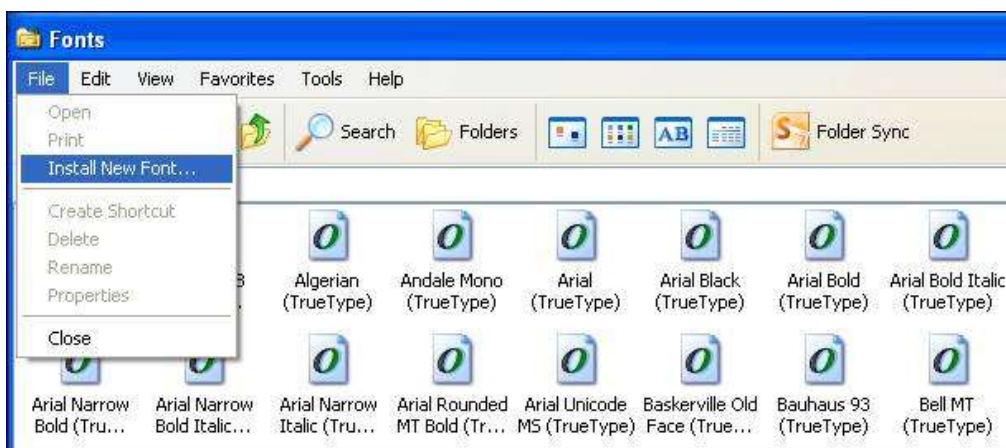 Fonts
File Edit View Favorites Tools Help
Open
Print
Install New Font...
Create Shortcut
Delete
Rename
Properties
Close
Search Folders AB S Folder Sync
Algerian Andale Mono Arial Arial Black Arial Bold Arial Bold Italic
(TrueType) (TrueType) (TrueType) (TrueType) (TrueType) (TrueType)
Arial Narrow Arial Narrow Arial Narrow Arial Rounded Arial Unicode Baskerville Old Bauhaus 93 Bell MT
Bold (Tru... Bold Italic... Italic (Tru... MT Bold (Tr... MS (TrueType) Face (True... (TrueType) (TrueType)